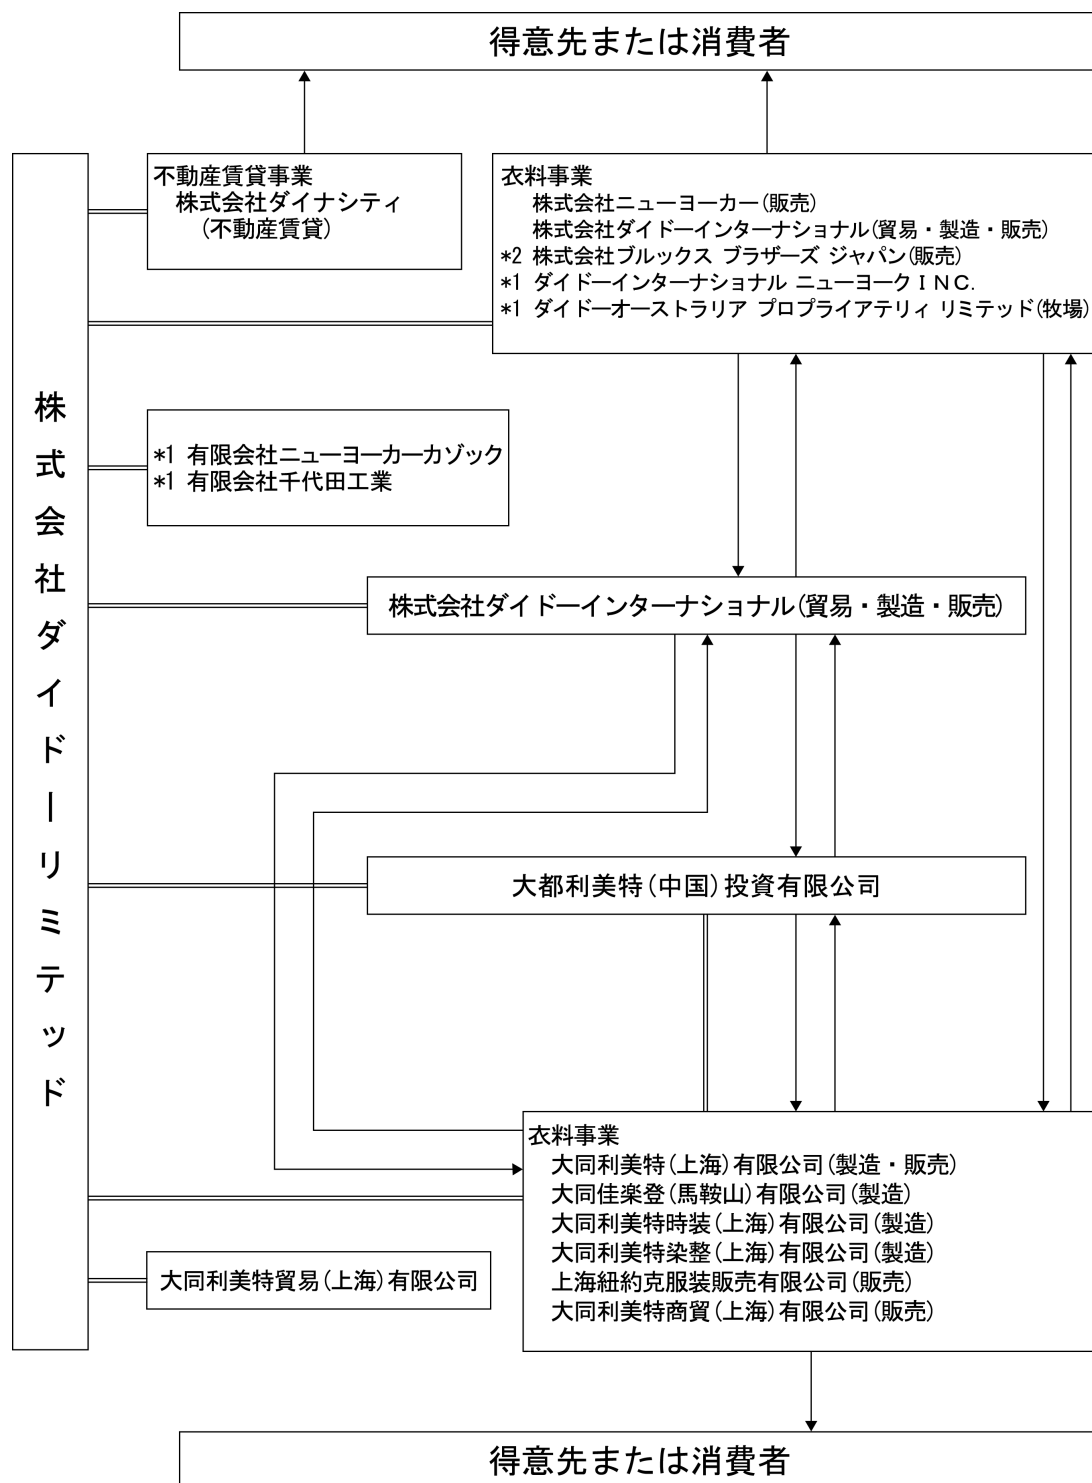 得意先または消費者
株式会社ダイドーリミテッド
不動産賃貸事業
株式会社ダイナシティ
(不動産賃貸)
衣料事業
株式会社ニューヨーカー(販売)
株式会社ダイドーインターナショナル(貿易・製造・販売)
*2 株式会社ブルックス ブラザーズ ジャパン(販売)
*1 ダイドーインターナショナル ニューヨークＩＮＣ.
*1 ダイドーオーストラリア プロプライアテリィ リミテッド(牧場)
*1 有限会社ニューヨーカーカゾック
*1 有限会社千代田工業
株式会社ダイドーインターナショナル(貿易・製造・販売)
大都利美特(中国)投資有限公司
衣料事業
大同利美特(上海)有限公司(製造・販売)
大同佳楽登(馬鞍山)有限公司(製造)
大同利美特時装(上海)有限公司(製造)
大同利美特染整(上海)有限公司(製造)
上海紐約克服装販売有限公司(販売)
大同利美特商貿(上海)有限公司(販売)
大同利美特貿易(上海)有限公司
得意先または消費者